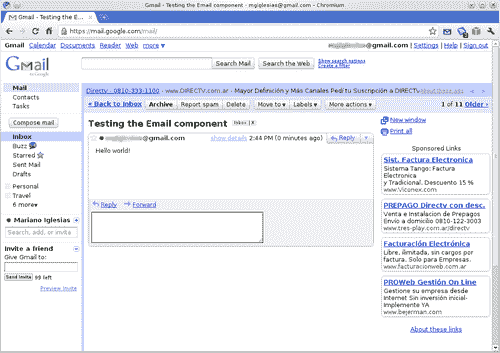 Gmail - Testing the Email component - mgiglesias@gmail.com - Chromium
Gmail - Testing the E...
https://mail.google.com/mail/
Gmail Calendar Documents Reader Web more ▼
@gmail.com | Settings | Help | Sign out
Gmail
by Google
Search Mail
Search the Web
Show search options
Create a filter
Mail
Contacts
Tasks
Compose mail
Inbox
Buzz
Starred
Sent Mail
Drafts
Personal
Travel
6 more▼
Mariano Iglesias
Search, add, or invite
Invite a friend
Give Gmail to:
Send Invite 99 left
Preview Invite
Directv : 0810-333-1100 - www.DIRECTV.com.ar - Mayor Definición y Más Canales Pedí tu Suscripción a DIRECTV About these ads < >
« Back to Inbox Archive Report spam Delete Move to ▼ Labels ▼ More actions ▼ 1 of 11 Older ›
Testing the Email component Inbox | X
@gmail.com show details 2:44 PM (0 minutes ago) Reply ▼
Hello world!
Reply Forward
New window
Print all
Sponsored Links
Sist. Factura Electronica
Sistema Tango: Factura
Electronica
y Tradicional. Descuento 15 %
www.Viconex.com
PREPAGO Directv con desc.
Venta e Instalacion de Prepagos
Envio a domicilio 0810-122-3003
www.tres-play.com.ar/directv
Facturación Electrónica
Libre, ilimitada, sin cargos por
factura. Solo para Empresas.
www.facturacionweb.com.ar
PROWeb Gestión On Line
Gestione su empresa desde
Internet Sin inversión inicial-
Implemente YA
www.bejerman.com
About these links